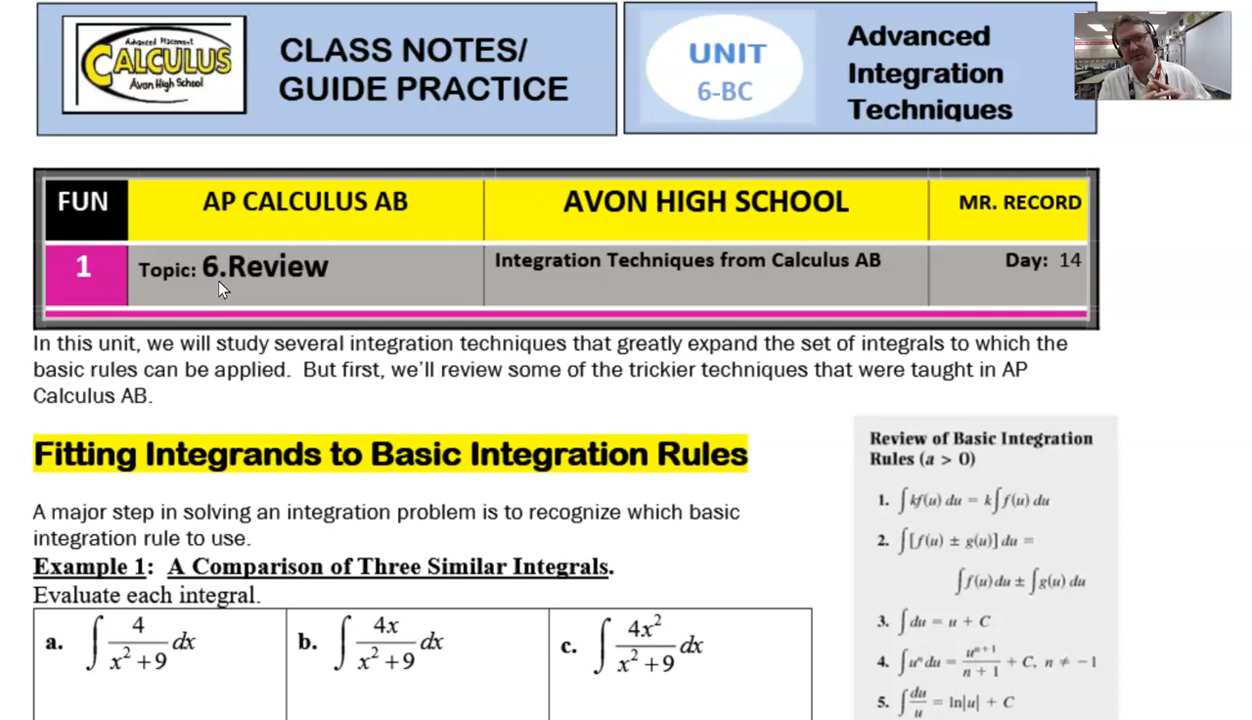 Advanced Placement
CALCULUS
Avon High School
CLASS NOTES/
GUIDE PRACTICE
UNIT
6-BC
Advanced
Integration
Techniques
FUN
AP CALCULUS AB
AVON HIGH SCHOOL
MR. RECORD
1
Topic: 6.Review
Integration Techniques from Calculus AB
Day: 14
In this unit, we will study several integration techniques that greatly expand the set of integrals to which the
basic rules can be applied. But first, we'll review some of the trickier techniques that were taught in AP
Calculus AB.
Fitting Integrands to Basic Integration Rules
A major step in solving an integration problem is to recognize which basic
integration rule to use.
Example 1: A Comparison of Three Similar Integrals.
Evaluate each integral.
a. ∫ 4/(x² + 9) dx
b. ∫ 4x/(x² + 9) dx
c. ∫ 4x²/(x² + 9) dx
Review of Basic Integration
Rules (a > 0)
1. ∫ kf(u) du = k∫ f(u) du
2. ∫ [f(u) ± g(u)] du =
∫ f(u) du ± ∫ g(u) du
3. ∫ du = u + C
4. ∫ uⁿ du = uⁿ⁺¹/(n + 1) + C, n ≠ −1
5. ∫ du/u = ln|u| + C